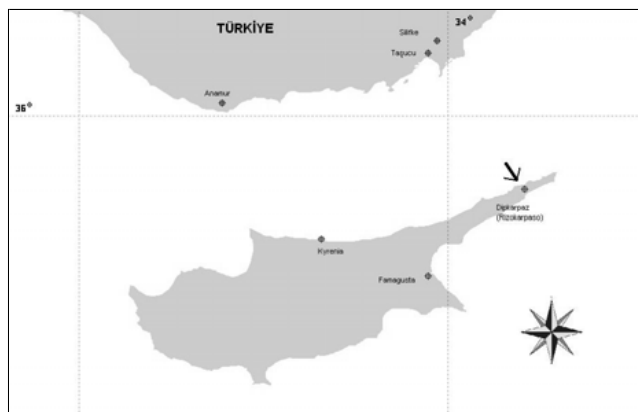 TÜRKİYE
34°
Silifke
Taşucu
Anamur
36°
Dipkarpaz
(Rizokarpaso)
Kyrenia
Famagusta